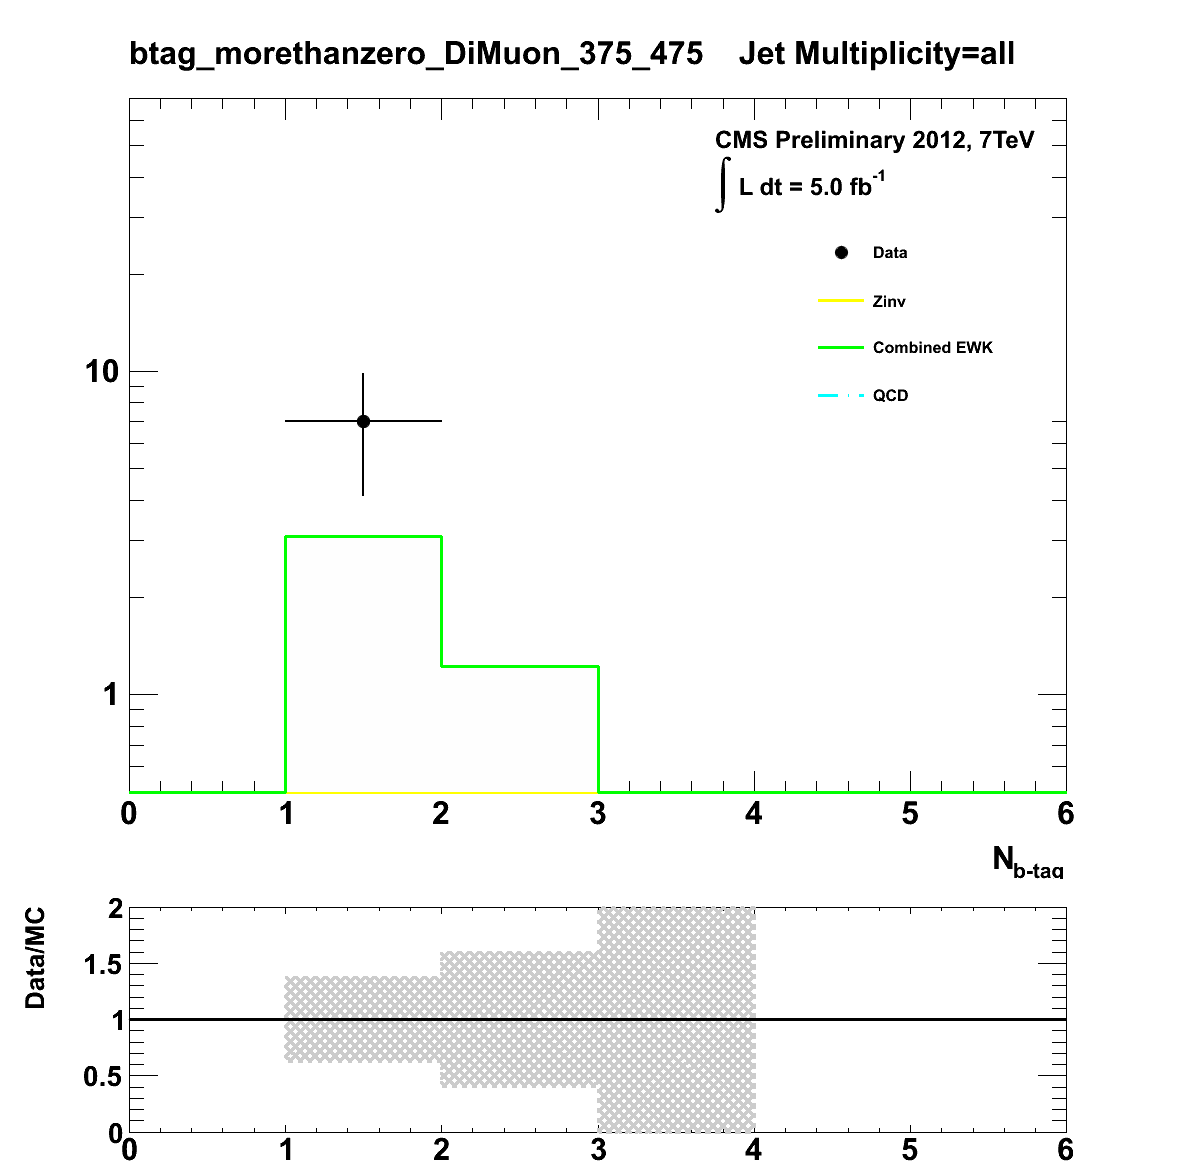 btag_morethanzero_DiMuon_375_475 Jet Multiplicity=all
CMS Preliminary 2012, 7TeV
∫ L dt = 5.0 fb⁻¹
Data
Zinv
Combined EWK
QCD
10
1
0 1 2 3 4 5 6
N_b-tag
Data/MC
2
1.5
1
0.5
0
0 1 2 3 4 5 6